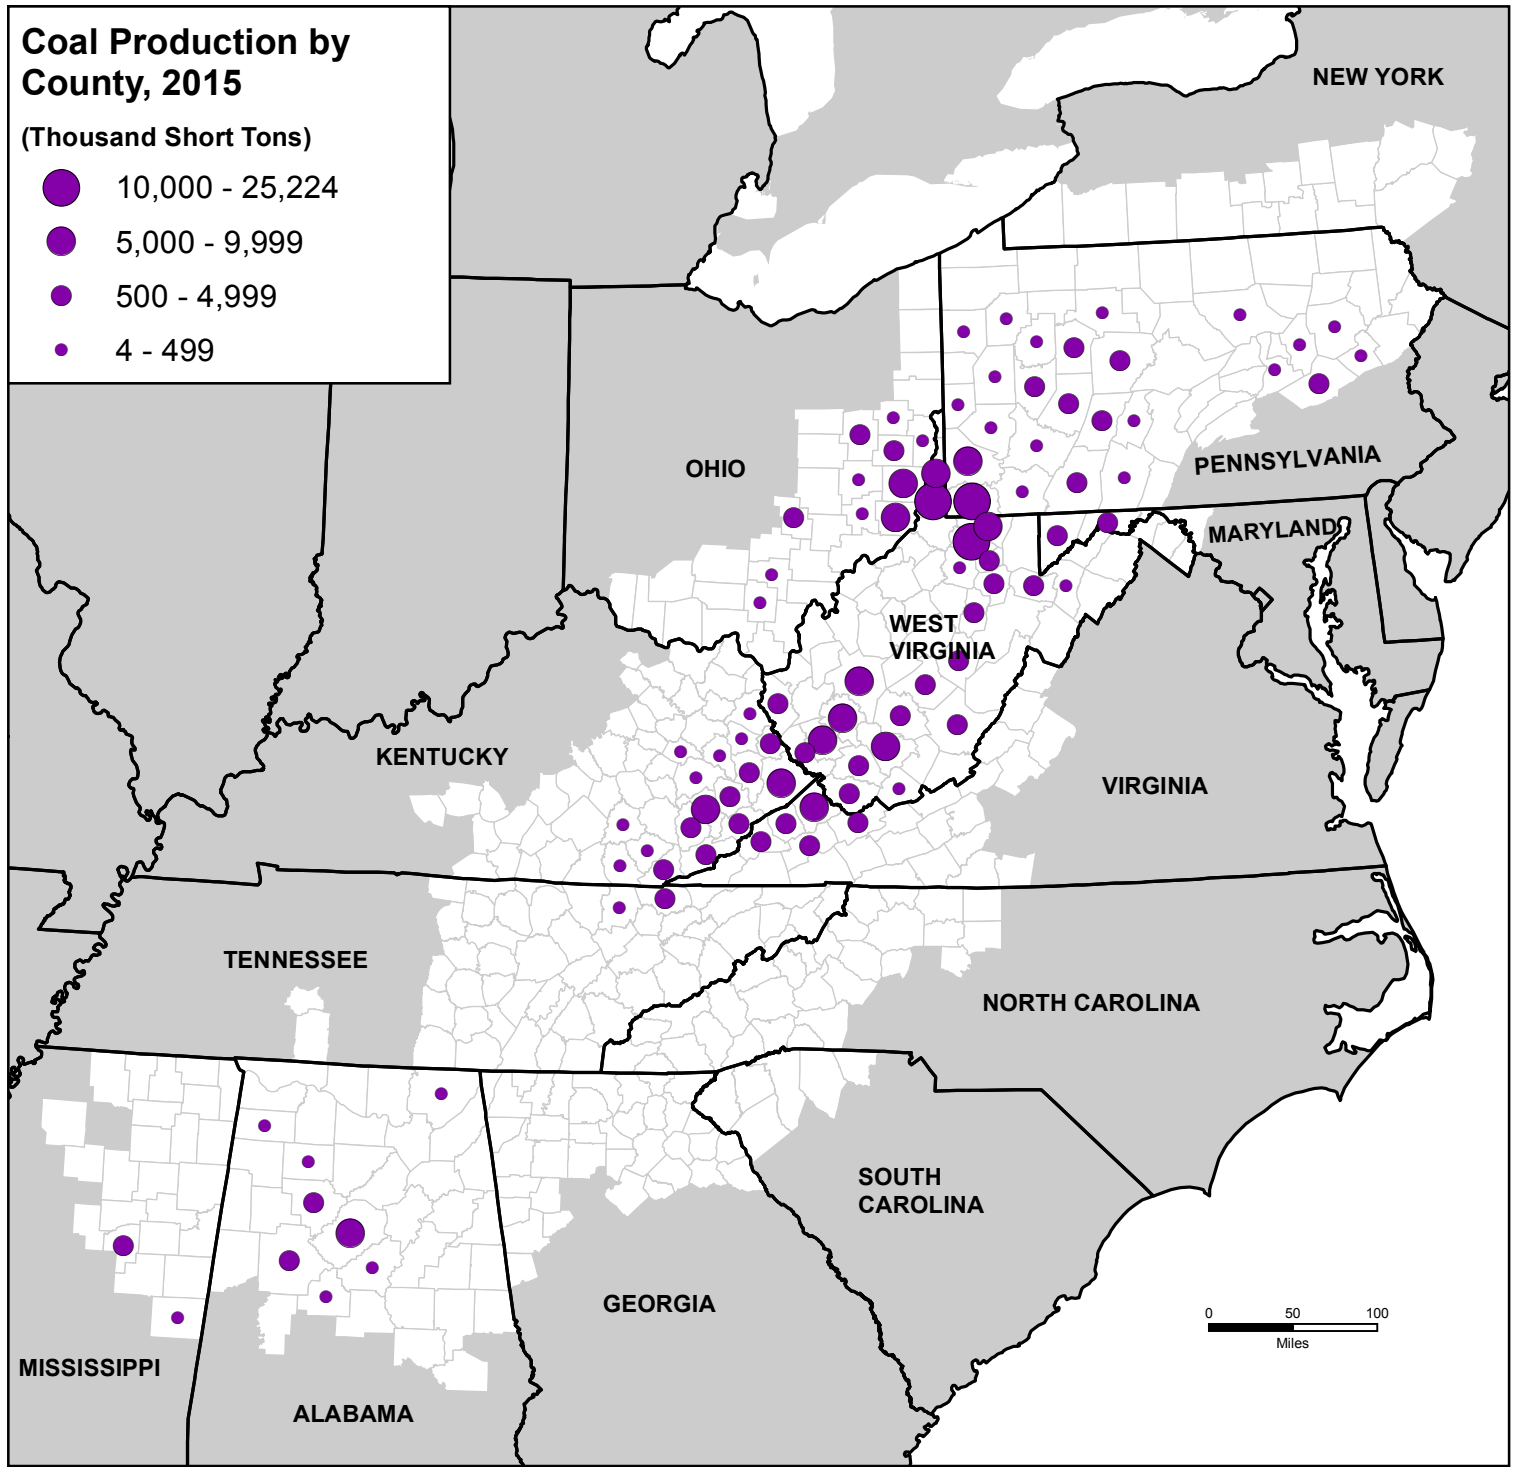 Coal Production by
County, 2015
(Thousand Short Tons)
10,000 - 25,224
5,000 - 9,999
500 - 4,999
4 - 499
NEW YORK
OHIO
PENNSYLVANIA
MARYLAND
WEST
VIRGINIA
KENTUCKY
VIRGINIA
TENNESSEE
NORTH CAROLINA
SOUTH
CAROLINA
GEORGIA
0 50 100
Miles
MISSISSIPPI
ALABAMA